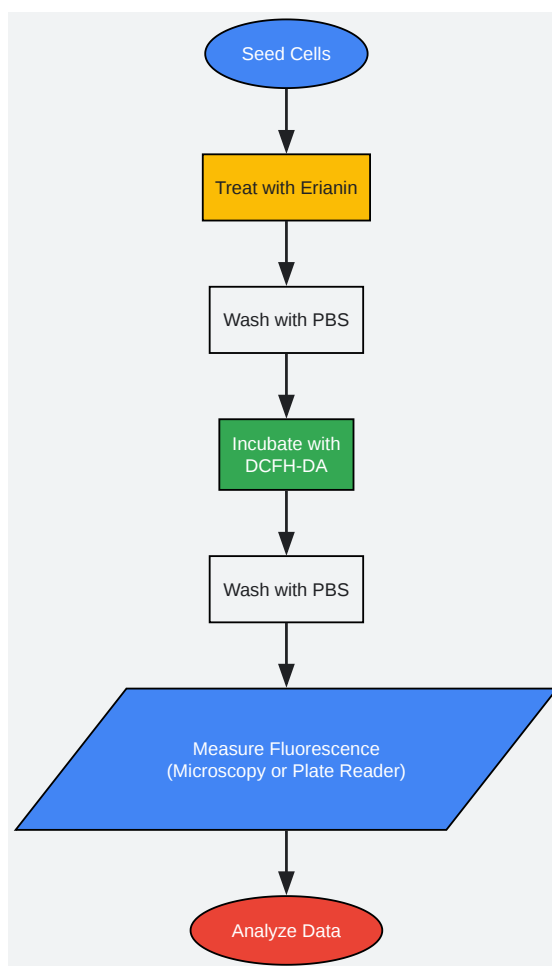 Seed Cells
Treat with Erianin
Wash with PBS
Incubate with
DCFH-DA
Wash with PBS
Measure Fluorescence
(Microscopy or Plate Reader)
Analyze Data